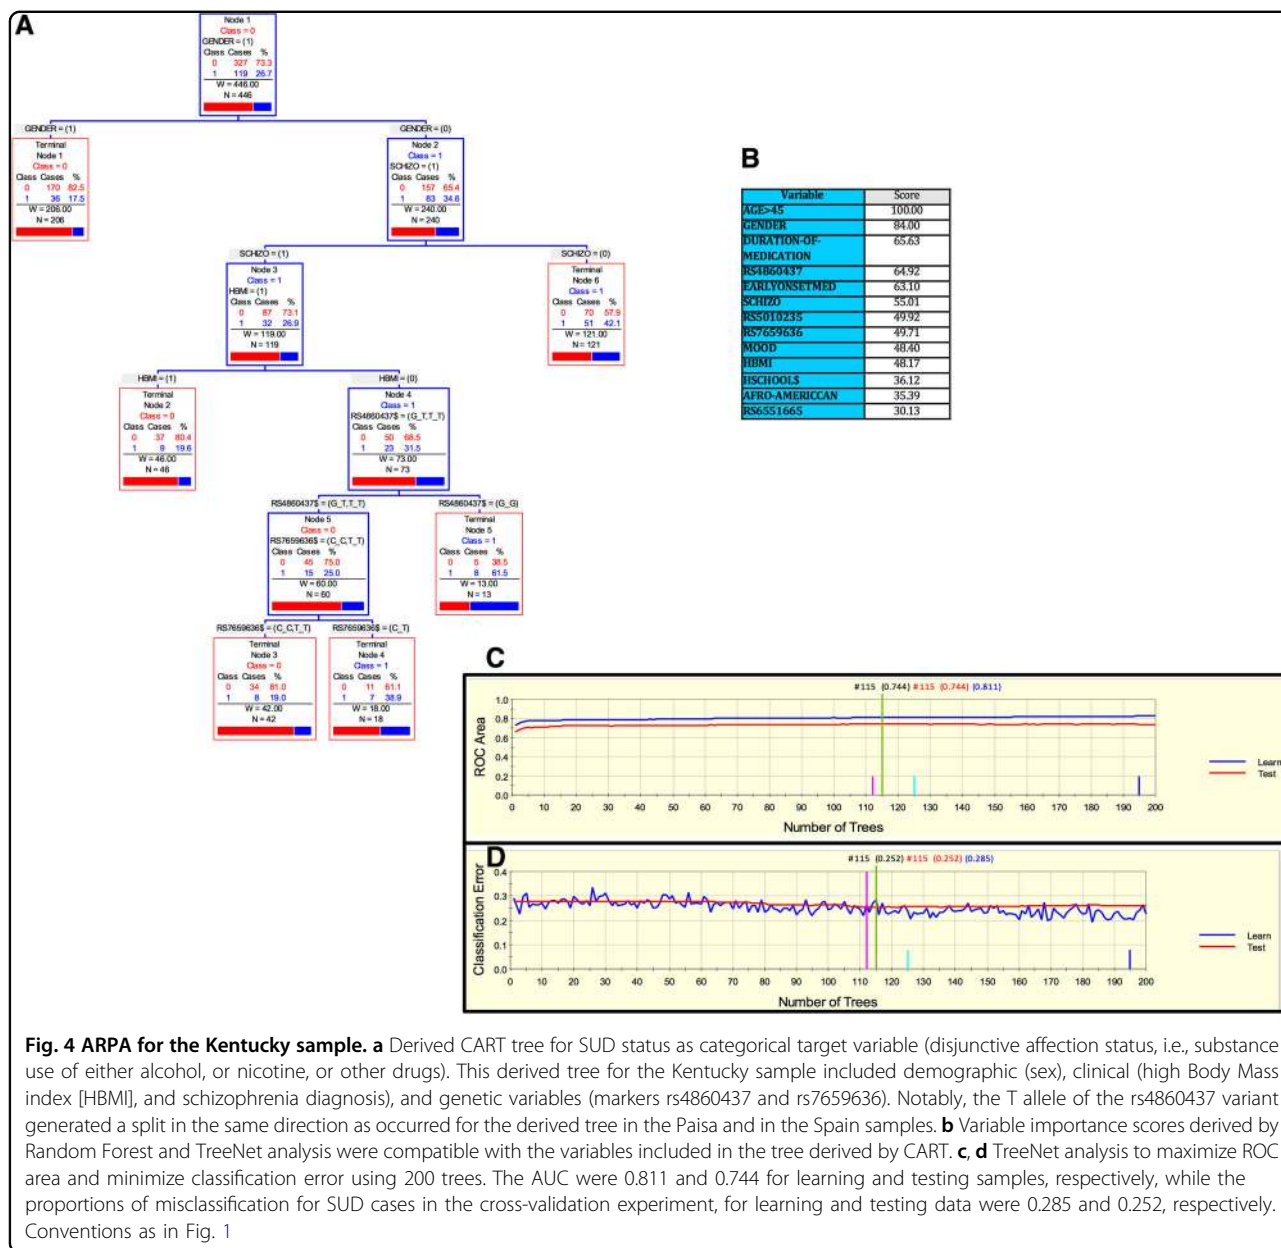 A
Node 1
Class = 0
GENDER = (1)
Class Cases %
0 327 73.3
1 119 26.7
W = 446.00
N = 446
GENDER = (1)
GENDER = (0)
Terminal
Node 1
Class = 0
Class Cases %
0 170 82.5
1 36 17.5
W = 206.00
N = 206
Node 2
Class = 1
SCHIZO = (1)
Class Cases %
0 157 65.4
1 83 34.6
W = 240.00
N = 240
SCHIZO = (1)
SCHIZO = (0)
Node 3
Class = 1
HBMI = (1)
Class Cases %
0 87 73.1
1 32 26.9
W = 119.00
N = 119
Terminal
Node 6
Class = 1
Class Cases %
0 70 57.9
1 51 42.1
W = 121.00
N = 121
HBMI = (1)
HBMI = (0)
Terminal
Node 2
Class = 0
Class Cases %
0 37 80.4
1 9 19.6
W = 46.00
N = 46
Node 4
Class = 1
RS4860437$ = (G_T,T_T)
Class Cases %
0 50 68.5
1 23 31.5
W = 73.00
N = 73
RS4860437$ = (G_T,T_T)
RS4860437$ = (G_G)
Node 5
Class = 0
RS7659636$ = (C_C,T_T)
Class Cases %
0 45 75.0
1 15 25.0
W = 60.00
N = 60
Terminal
Node 5
Class = 1
Class Cases %
0 5 38.5
1 8 61.5
W = 13.00
N = 13
RS7659636$ = (C_C,T_T)
RS7659636$ = (C_T)
Terminal
Node 3
Class = 0
Class Cases %
0 34 81.0
1 8 19.0
W = 42.00
N = 42
Terminal
Node 4
Class = 1
Class Cases %
0 11 61.1
1 7 38.9
W = 18.00
N = 18
B
Variable Score
AGE>45 100.00
GENDER 84.00
DURATION-OF- 65.63
MEDICATION
RS4860437 64.92
EARLYONSETMED 63.10
SCHIZO 55.01
RS5010235 49.92
RS7659636 49.71
MOOD 48.40
HBMI 48.17
HSCHOOL$ 36.12
AFRO-AMERICCAN 35.39
RS6551665 30.13
C
#115 (0.744) #115 (0.744) (0.811)
ROC Area
1.0
0.8
0.6
0.4
0.2
0.0
0 10 20 30 40 50 60 70 80 90 100 110 120 130 140 150 160 170 180 190 200
Number of Trees
Learn
Test
D
#115 (0.252) #115 (0.252) (0.285)
Classification Error
0.4
0.3
0.2
0.1
0.0
0 10 20 30 40 50 60 70 80 90 100 110 120 130 140 150 160 170 180 190 200
Number of Trees
Learn
Test
Fig. 4 ARPA for the Kentucky sample. a Derived CART tree for SUD status as categorical target variable (disjunctive affection status, i.e., substance
use of either alcohol, or nicotine, or other drugs). This derived tree for the Kentucky sample included demographic (sex), clinical (high Body Mass
index [HBMI], and schizophrenia diagnosis), and genetic variables (markers rs4860437 and rs7659636). Notably, the T allele of the rs4860437 variant
generated a split in the same direction as occurred for the derived tree in the Paisa and in the Spain samples. b Variable importance scores derived by
Random Forest and TreeNet analysis were compatible with the variables included in the tree derived by CART. c, d TreeNet analysis to maximize ROC
area and minimize classification error using 200 trees. The AUC were 0.811 and 0.744 for learning and testing samples, respectively, while the
proportions of misclassification for SUD cases in the cross-validation experiment, for learning and testing data were 0.285 and 0.252, respectively.
Conventions as in Fig. 1